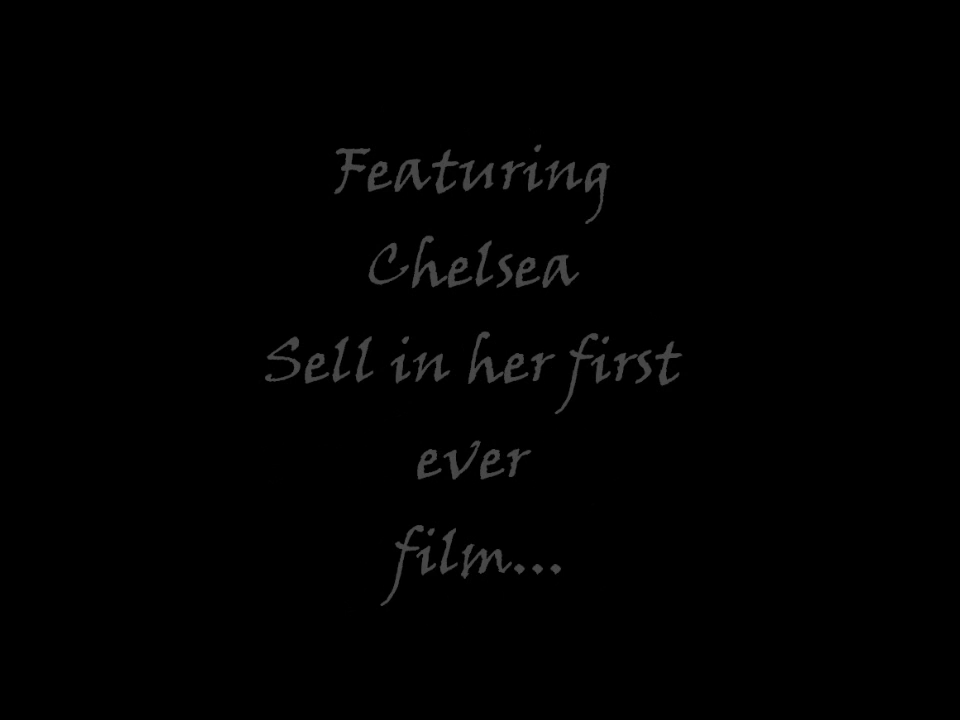 Featuring
Chelsea
Sell in her first
ever
film...